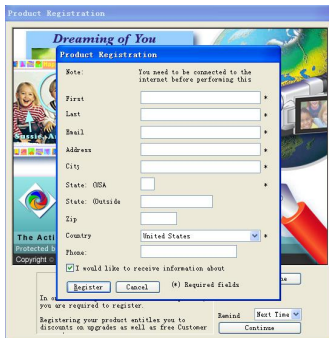 Product Registration
Dreaming of You
Product Registration
Note: You need to be connected to the
internet before performing this
First *
Last *
Email *
Address *
City *
State: (USA *
State: (Outside
Zip
Country United States *
Phone:
I would like to receive information about
Register Cancel (*) Required fields
Sussie
The Acti
Protected b
Copyright ©
In o
you are required to register.
Registering your product entitles you to
discounts on upgrades as well as free Customer
Remind Next Time
Continue